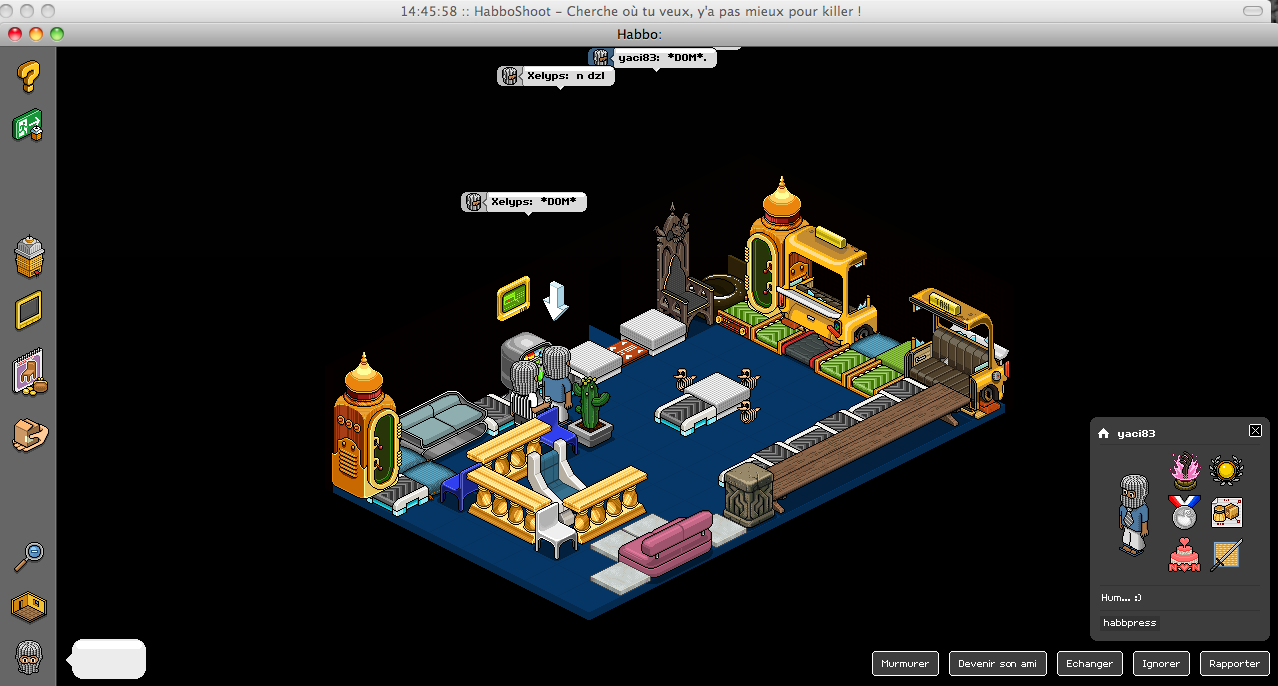 14:45:58 :: HabboShoot - Cherche où tu veux, y'a pas mieux pour killer !
Habbo:
yaci83: *DOM*.
Xelyps: n dzl
Xelyps: *DOM*
TAXI
yaci83
Hum... :)
habbpress
Murmurer
Devenir son ami
Echanger
Ignorer
Rapporter